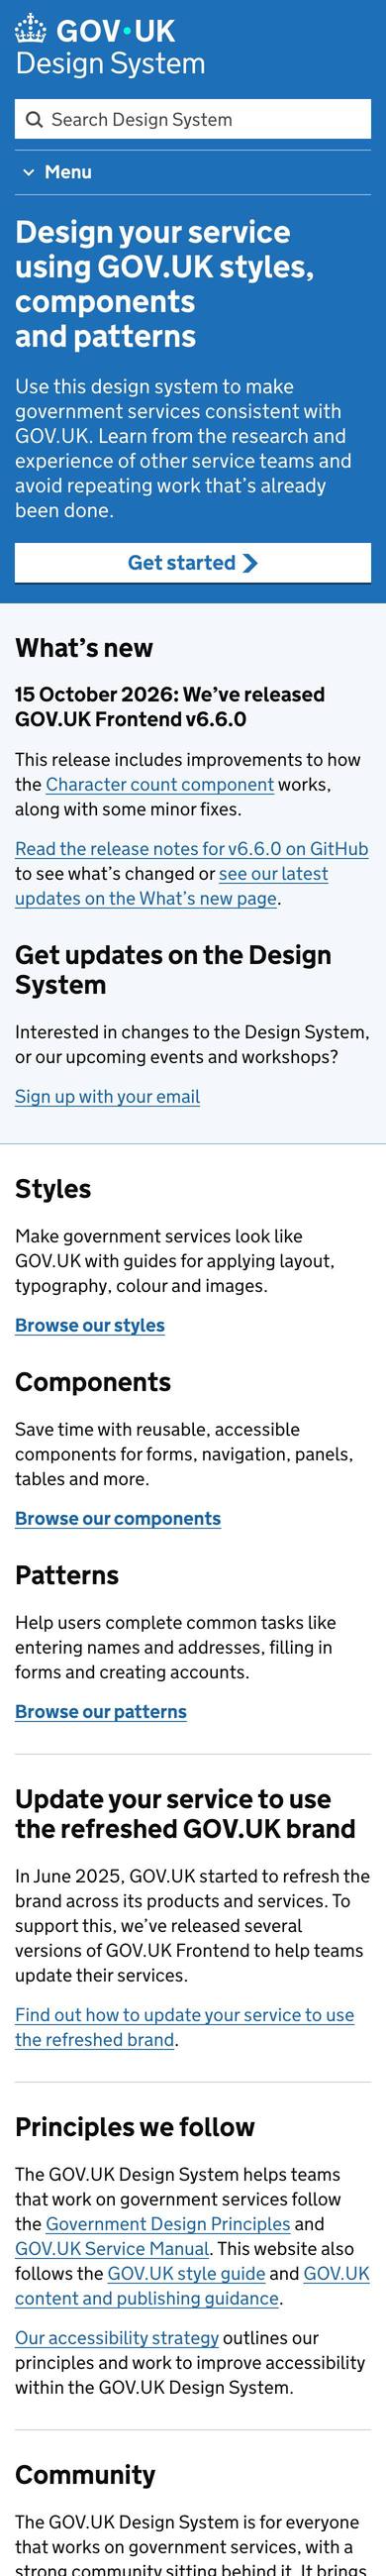 GOV·UK
Design System
Search Design System
Menu
Design your service
using GOV.UK styles,
components
and patterns
Use this design system to make
government services consistent with
GOV.UK. Learn from the research and
experience of other service teams and
avoid repeating work that’s already
been done.
Get started
What’s new
15 October 2026: We’ve released
GOV.UK Frontend v6.6.0
This release includes improvements to how
the Character count component works,
along with some minor fixes.
Read the release notes for v6.6.0 on GitHub
to see what’s changed or see our latest
updates on the What’s new page.
Get updates on the Design
System
Interested in changes to the Design System,
or our upcoming events and workshops?
Sign up with your email
Styles
Make government services look like
GOV.UK with guides for applying layout,
typography, colour and images.
Browse our styles
Components
Save time with reusable, accessible
components for forms, navigation, panels,
tables and more.
Browse our components
Patterns
Help users complete common tasks like
entering names and addresses, filling in
forms and creating accounts.
Browse our patterns
Update your service to use
the refreshed GOV.UK brand
In June 2025, GOV.UK started to refresh the
brand across its products and services. To
support this, we’ve released several
versions of GOV.UK Frontend to help teams
update their services.
Find out how to update your service to use
the refreshed brand.
Principles we follow
The GOV.UK Design System helps teams
that work on government services follow
the Government Design Principles and
GOV.UK Service Manual. This website also
follows the GOV.UK style guide and GOV.UK
content and publishing guidance.
Our accessibility strategy outlines our
principles and work to improve accessibility
within the GOV.UK Design System.
Community
The GOV.UK Design System is for everyone
that works on government services, with a
strong community sitting behind it. It brings